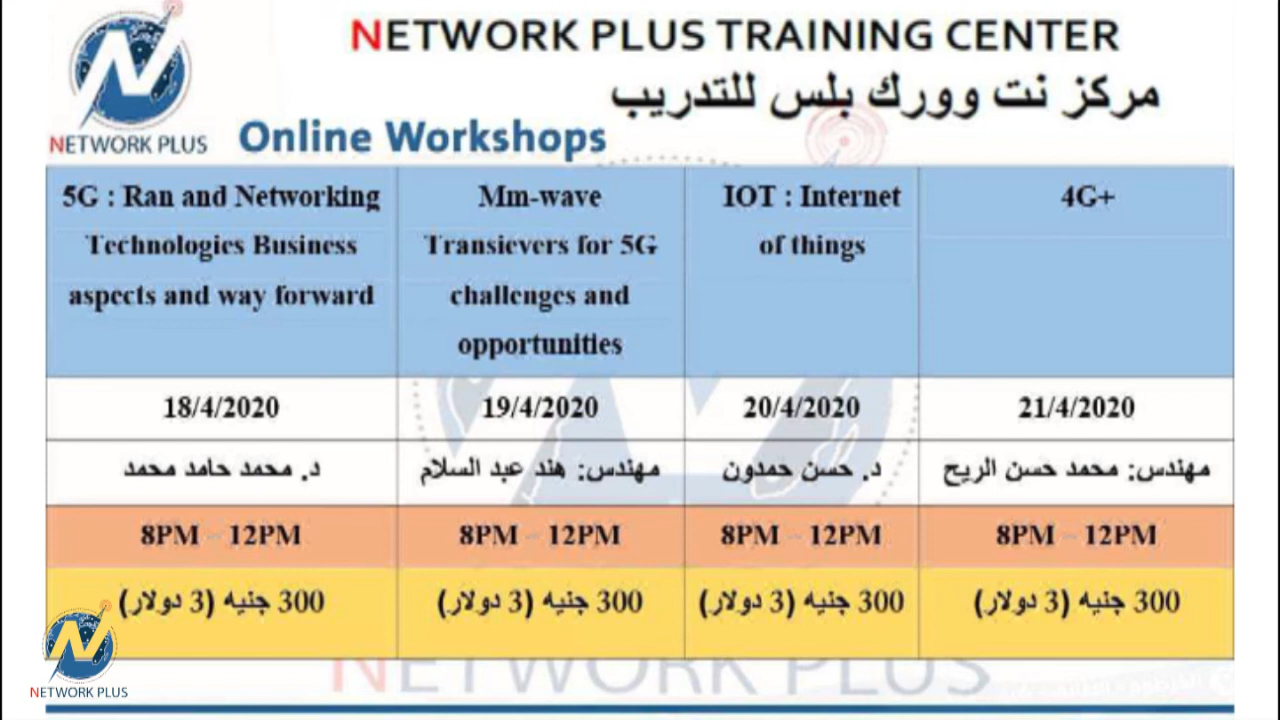 NETWORK PLUS TRAINING CENTER
مركز نت وورك بلس للتدريب
NETWORK PLUS
Online Workshops
5G : Ran and Networking
Technologies Business
aspects and way forward
Mm-wave
Transievers for 5G
challenges and
opportunities
IOT : Internet
of things
4G+
18/4/2020
19/4/2020
20/4/2020
21/4/2020
د. محمد حامد محمد
مهندس: هند عبد السلام
د. حسن حمدون
مهندس: محمد حسن الريح
8PM – 12PM
8PM – 12PM
8PM – 12PM
8PM – 12PM
300 جنيه (3 دولار)
300 جنيه (3 دولار)
300 جنيه (3 دولار)
300 جنيه (3 دولار)
NETWORK PLUS
NETWORK PLUS